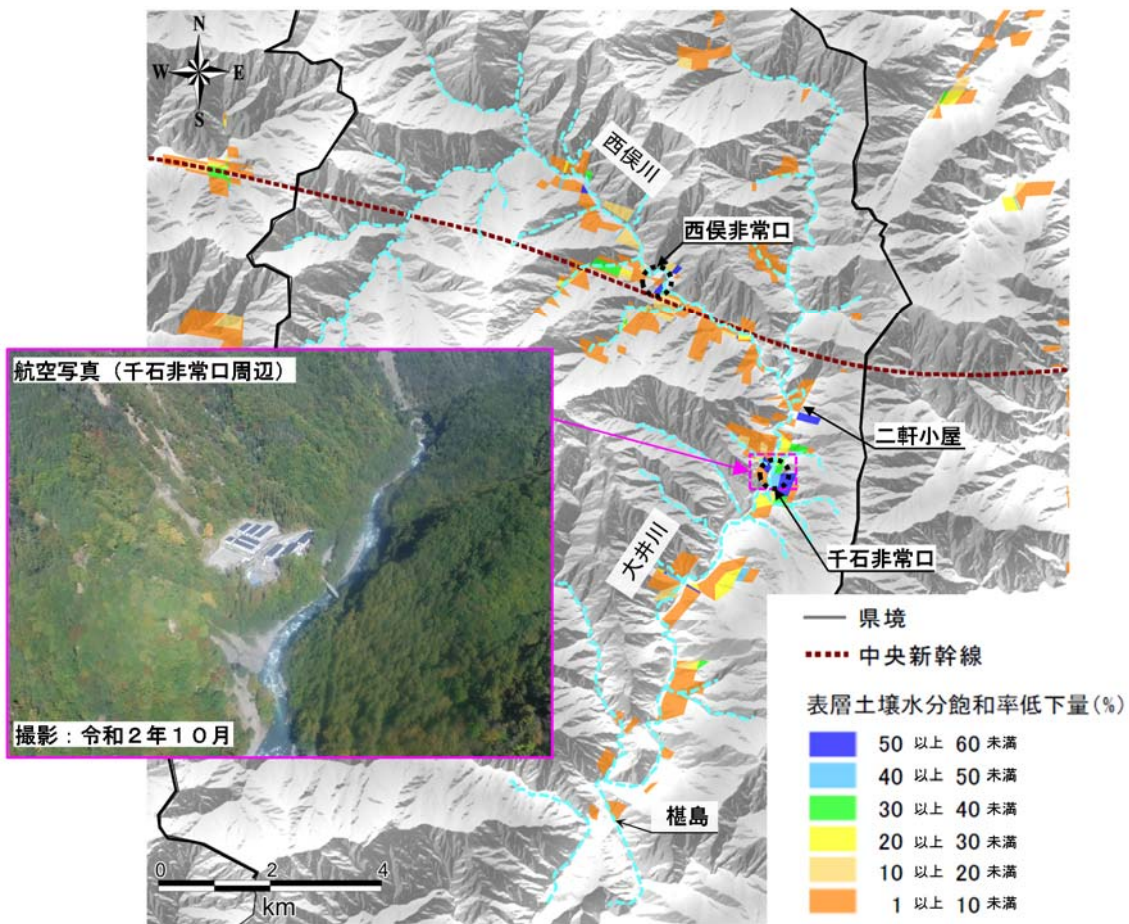 N
W E
S
西俣川
西俣非常口
航空写真（千石非常口周辺）
二軒小屋
千石非常口
大井川
撮影：令和２年１０月
椹島
0 2 4
km
県境
中央新幹線
表層土壌水分飽和率低下量(%)
50 以上 60 未満
40 以上 50 未満
30 以上 40 未満
20 以上 30 未満
10 以上 20 未満
1 以上 10 未満